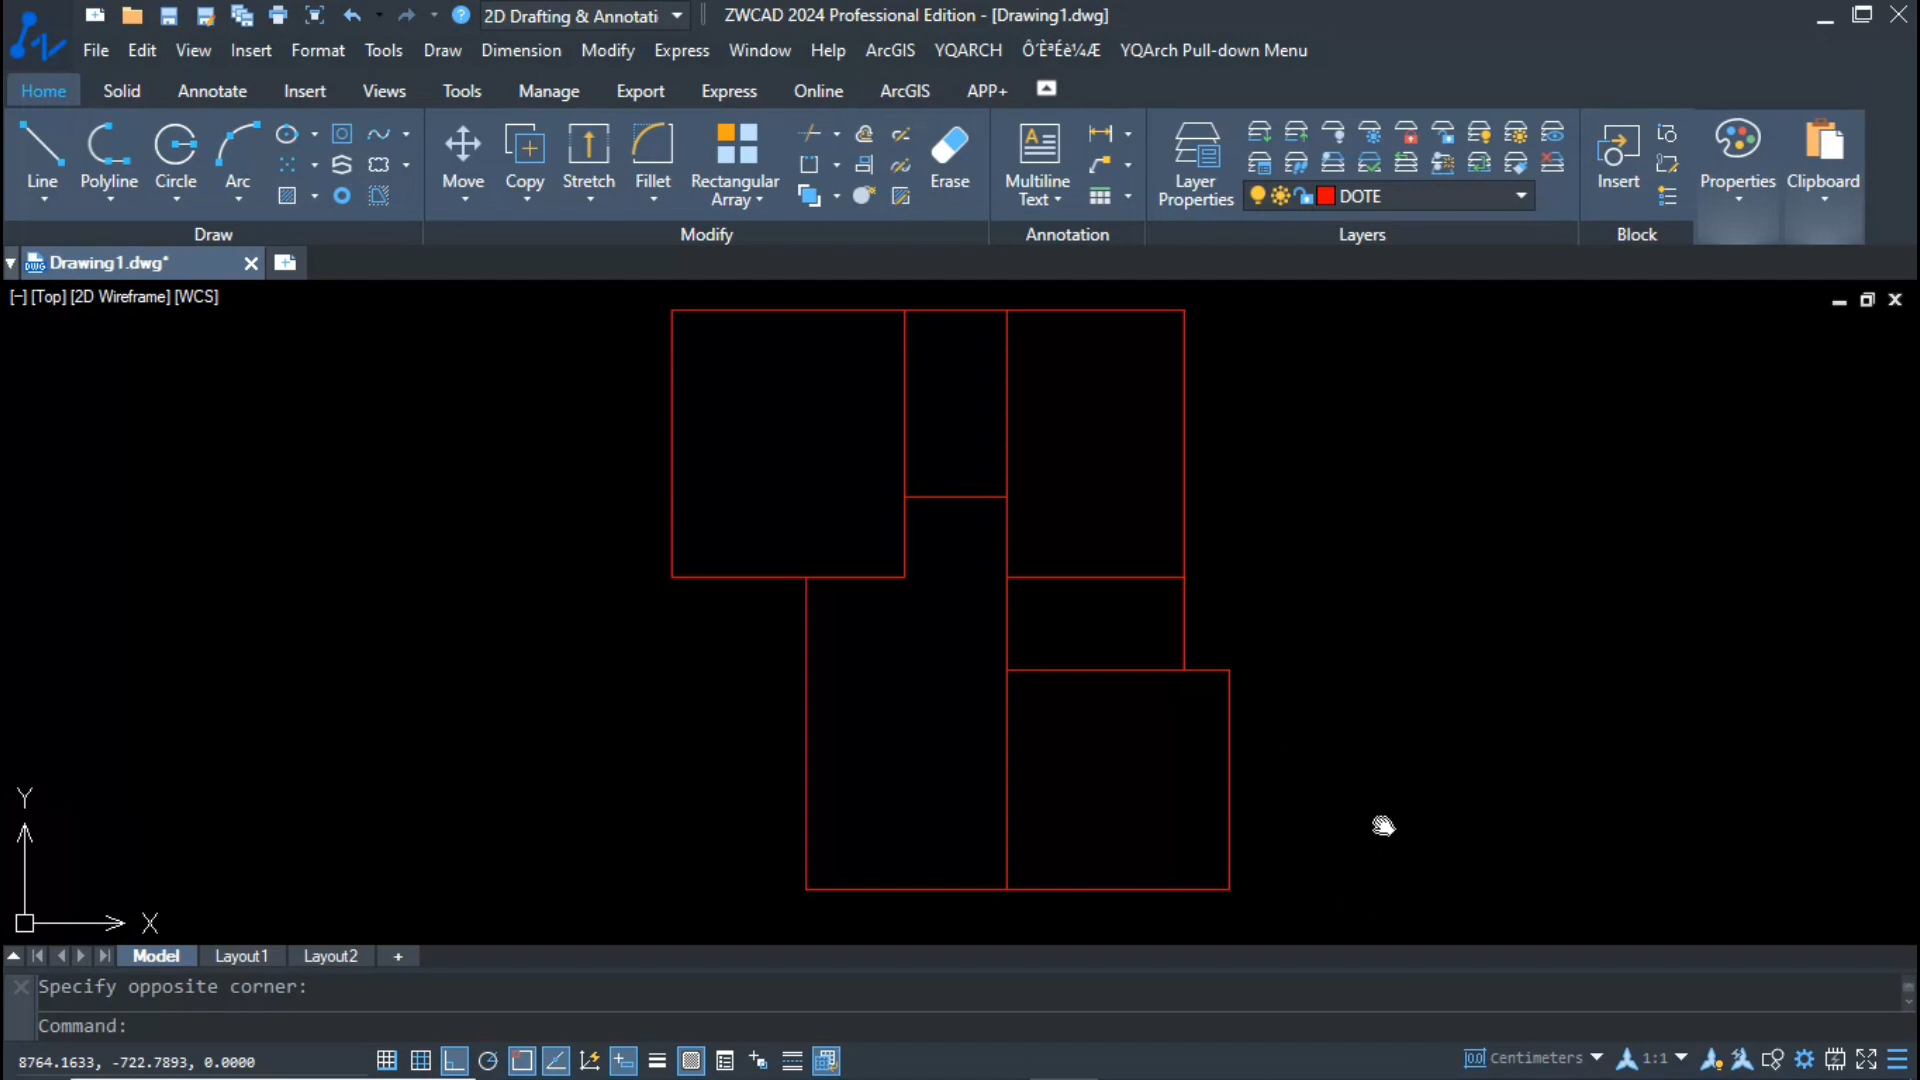 2D Drafting & Annotati
ZWCAD 2024 Professional Edition - [Drawing1.dwg]
File Edit View Insert Format Tools Draw Dimension Modify Express Window Help ArcGIS YQARCH Ô´ÈªÉè¼Æ YQArch Pull-down Menu
Home Solid Annotate Insert Views Tools Manage Export Express Online ArcGIS APP+
Line Polyline Circle Arc
Move Copy Stretch Fillet Rectangular Array Erase
Multiline Text
Layer Properties
DOTE
Insert Properties Clipboard
Draw Modify Annotation Layers Block
Drawing1.dwg*
[−] [Top] [2D Wireframe] [WCS]
Y
X
Model Layout1 Layout2 +
Specify opposite corner:
Command:
8764.1633, -722.7893, 0.0000
Centimeters 1:1